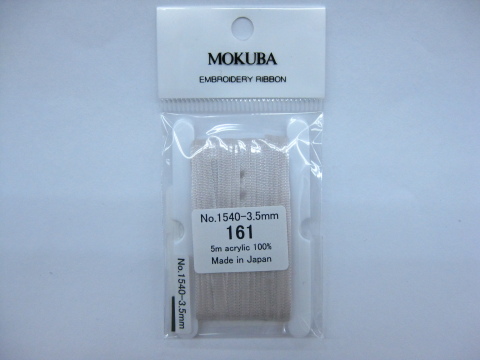 MOKUBA
EMBROIDERY RIBBON
No.1540-3.5mm
161
5m acrylic 100%
Made in Japan
No.1540-3.5mm